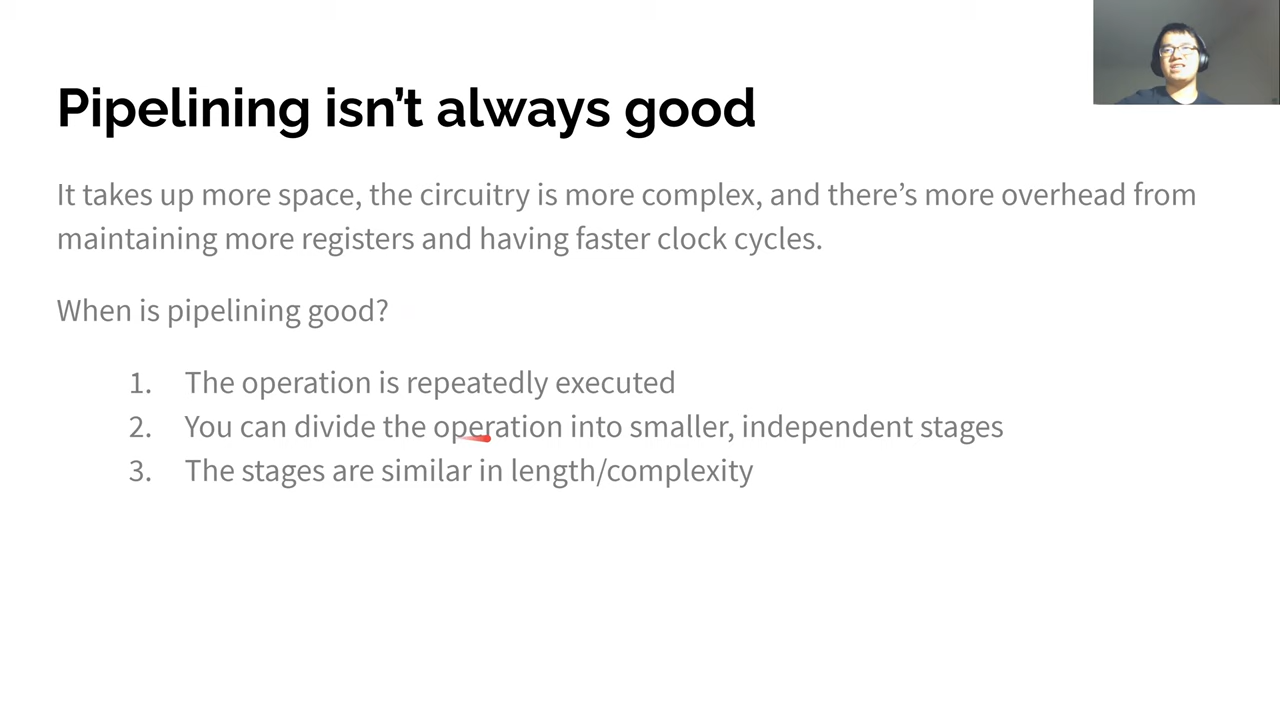 Pipelining isn’t always good
It takes up more space, the circuitry is more complex, and there’s more overhead from
maintaining more registers and having faster clock cycles.
When is pipelining good?
1. The operation is repeatedly executed
2. You can divide the operation into smaller, independent stages
3. The stages are similar in length/complexity